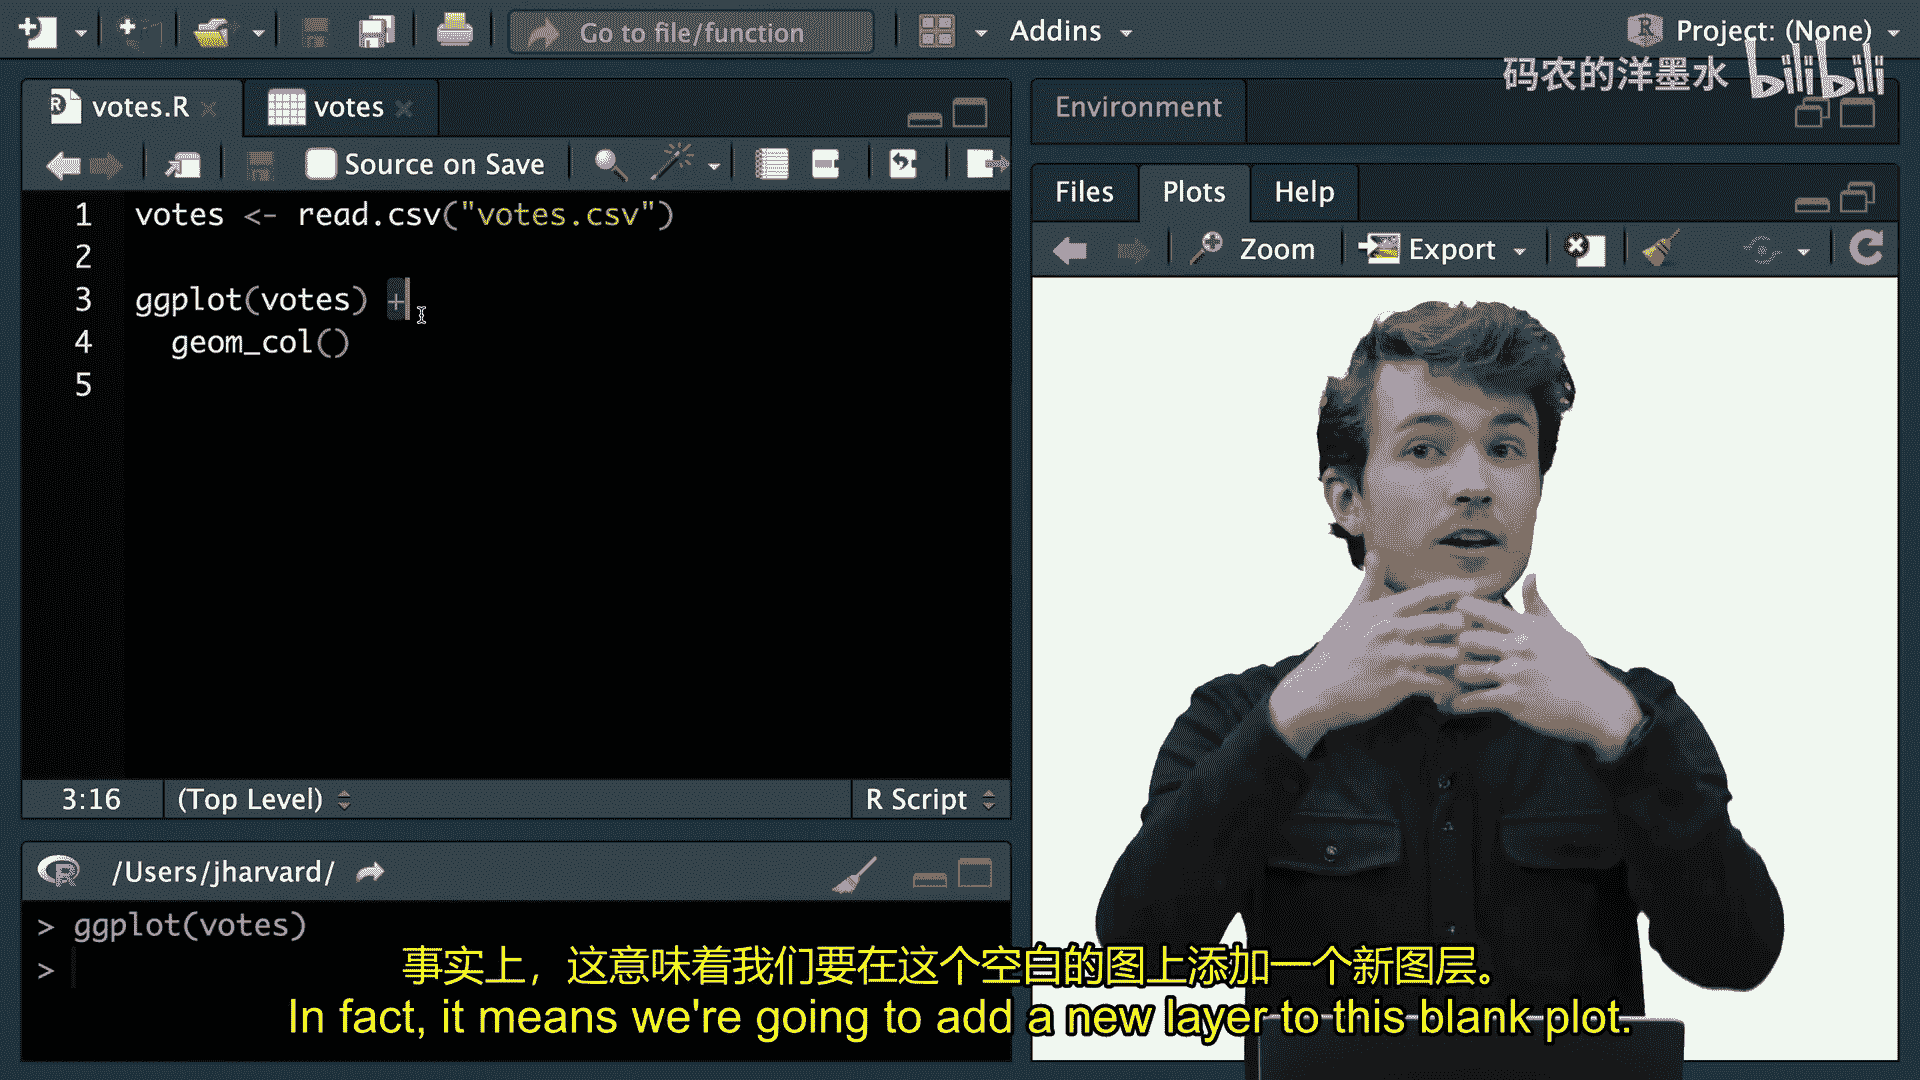 Go to file/function
Addins
Project: (None)
码农的洋墨水 bilibili
votes.R
votes
Source on Save
1 votes <- read.csv("votes.csv")
2
3 ggplot(votes) +
4 geom_col()
5
3:16 (Top Level) R Script
/Users/jharvard/
> ggplot(votes)
>
Environment
Files Plots Help
Zoom Export
事实上，这意味着我们要在这个空白的图上添加一个新图层。
In fact, it means we're going to add a new layer to this blank plot.